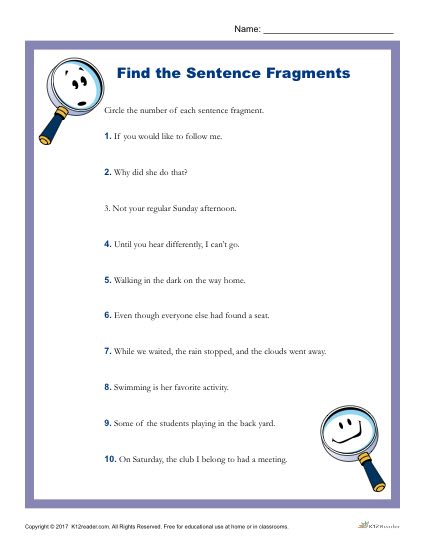 Name: ____________________
Find the Sentence Fragments
Circle the number of each sentence fragment.
1. If you would like to follow me.
2. Why did she do that?
3. Not your regular Sunday afternoon.
4. Until you hear differently, I can't go.
5. Walking in the dark on the way home.
6. Even though everyone else had found a seat.
7. While we waited, the rain stopped, and the clouds went away.
8. Swimming is her favorite activity.
9. Some of the students playing in the back yard.
10. On Saturday, the club I belong to had a meeting.
Copyright © 2017 K12reader.com. All Rights Reserved. Free for educational use at home or in classrooms.
K12Reader